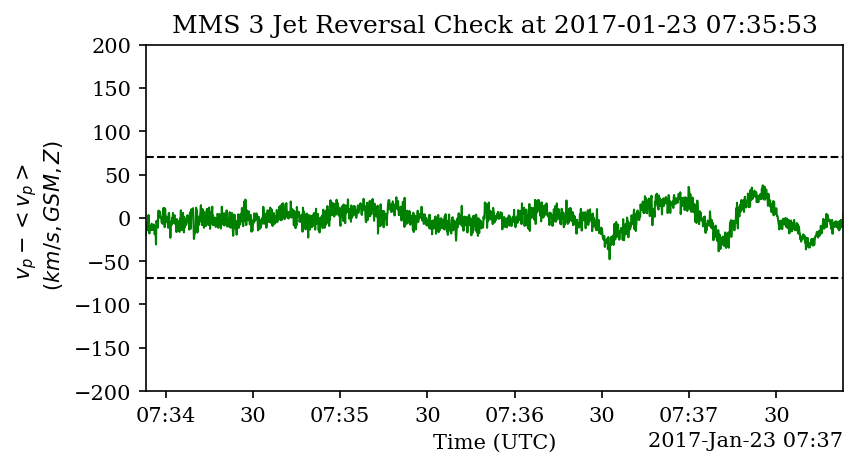 MMS 3 Jet Reversal Check at 2017-01-23 07:35:53
200
150
100
50
0
−50
−100
−150
−200
v_p − < v_p >
(km/s, GSM, Z)
07:34 30 07:35 30 07:36 30 07:37 30
Time (UTC) 2017-Jan-23 07:37